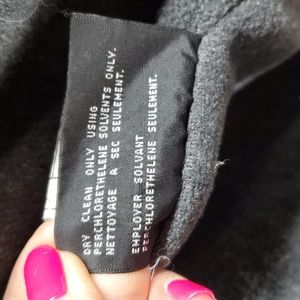 DRY CLEAN ONLY USING
PERCHLORETHELENE SOLVENTS ONLY.
NETTOYAGE A SEC SEULEMENT.
EMPLOYER SOLVANT
PERCHLORETHELENE SEULEMENT.